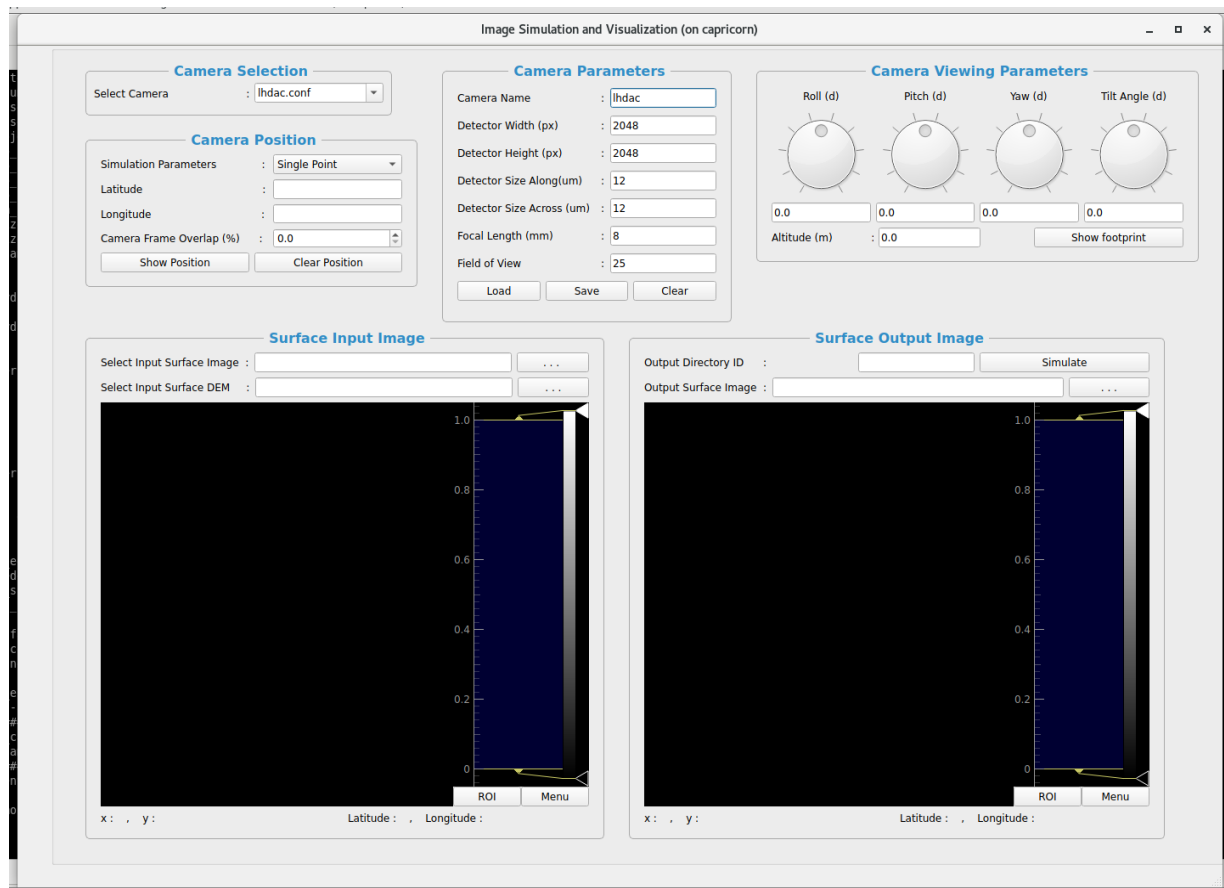 Image Simulation and Visualization (on capricorn)
Camera Selection
Select Camera : lhdac.conf
Camera Position
Simulation Parameters : Single Point
Latitude :
Longitude :
Camera Frame Overlap (%) : 0.0
Show Position Clear Position
Camera Parameters
Camera Name : lhdac
Detector Width (px) : 2048
Detector Height (px) : 2048
Detector Size Along(um) : 12
Detector Size Across (um) : 12
Focal Length (mm) : 8
Field of View : 25
Load Save Clear
Camera Viewing Parameters
Roll (d) Pitch (d) Yaw (d) Tilt Angle (d)
0.0 0.0 0.0 0.0
Altitude (m) : 0.0 Show footprint
Surface Input Image
Select Input Surface Image : ...
Select Input Surface DEM : ...
1.0
0.8
0.6
0.4
0.2
0
ROI Menu
x : , y : Latitude : , Longitude :
Surface Output Image
Output Directory ID : Simulate
Output Surface Image : ...
1.0
0.8
0.6
0.4
0.2
0
ROI Menu
x : , y : Latitude : , Longitude :